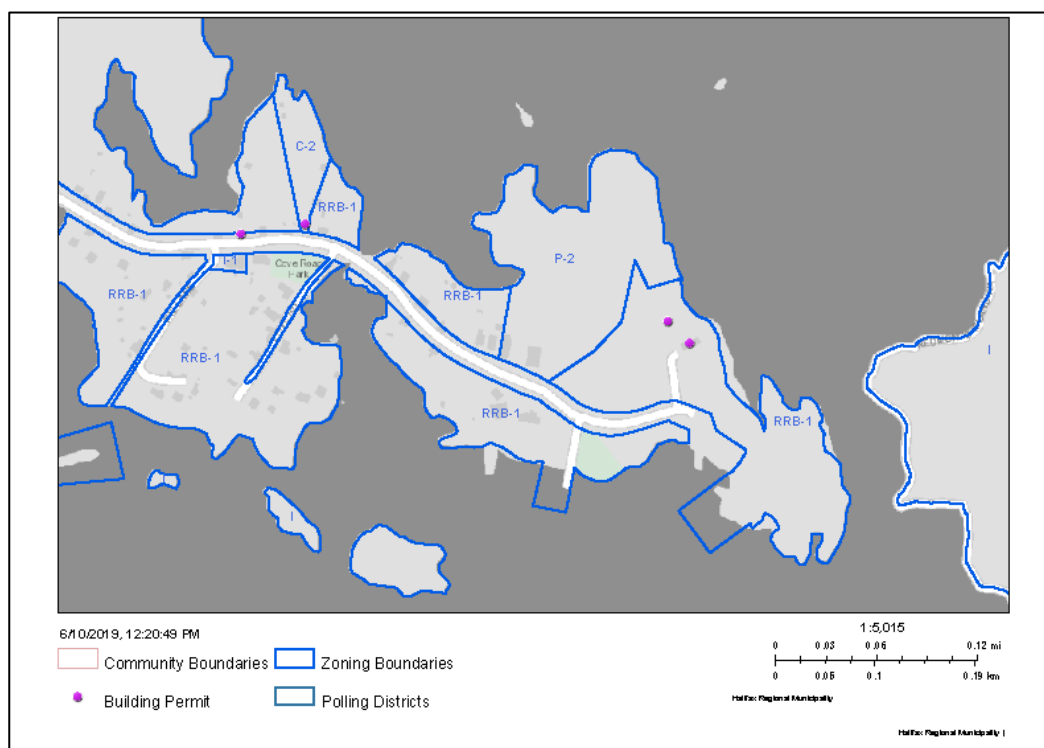 C-2
RRB-1
I-1
Cove Road
Park
P-2
RRB-1
RRB-1
I
RRB-1
RRB-1
RRB-1
I
6/10/2019, 12:20:49 PM
Community Boundaries
Zoning Boundaries
Building Permit
Polling Districts
1:5,015
0 0.03 0.06 0.12 mi
0 0.05 0.1 0.19 km
Halifax Regional Municipality
Halifax Regional Municipality |